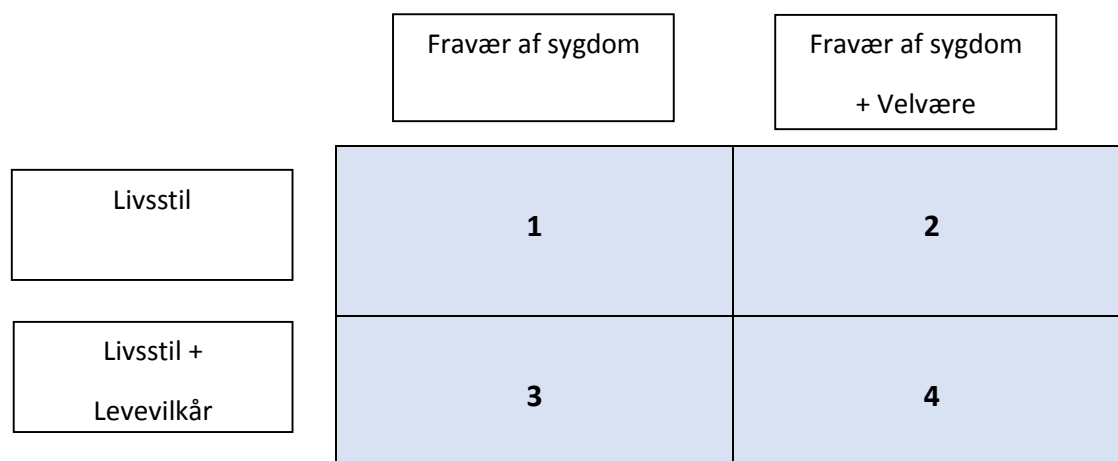 Fravær af sygdom
Fravær af sygdom
+ Velvære
Livsstil
1
2
Livsstil +
Levevilkår
3
4